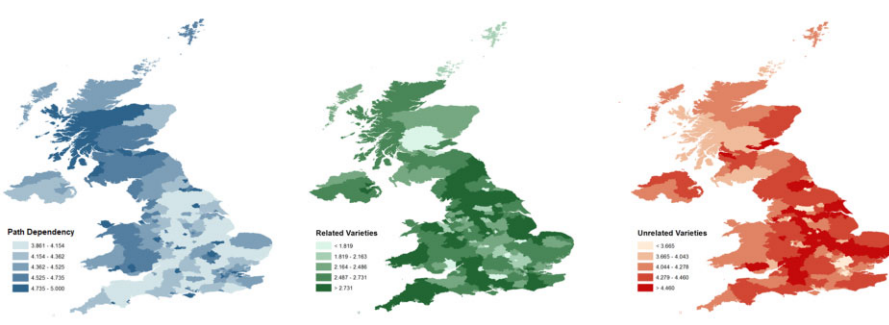 Path Dependency
3.861 - 4.154
4.154 - 4.362
4.362 - 4.525
4.525 - 4.735
4.735 - 5.000
Related Varieties
< 1.819
1.819 - 2.163
2.164 - 2.486
2.487 - 2.731
> 2.731
Unrelated Varieties
< 3.665
3.665 - 4.043
4.044 - 4.278
4.279 - 4.460
> 4.460